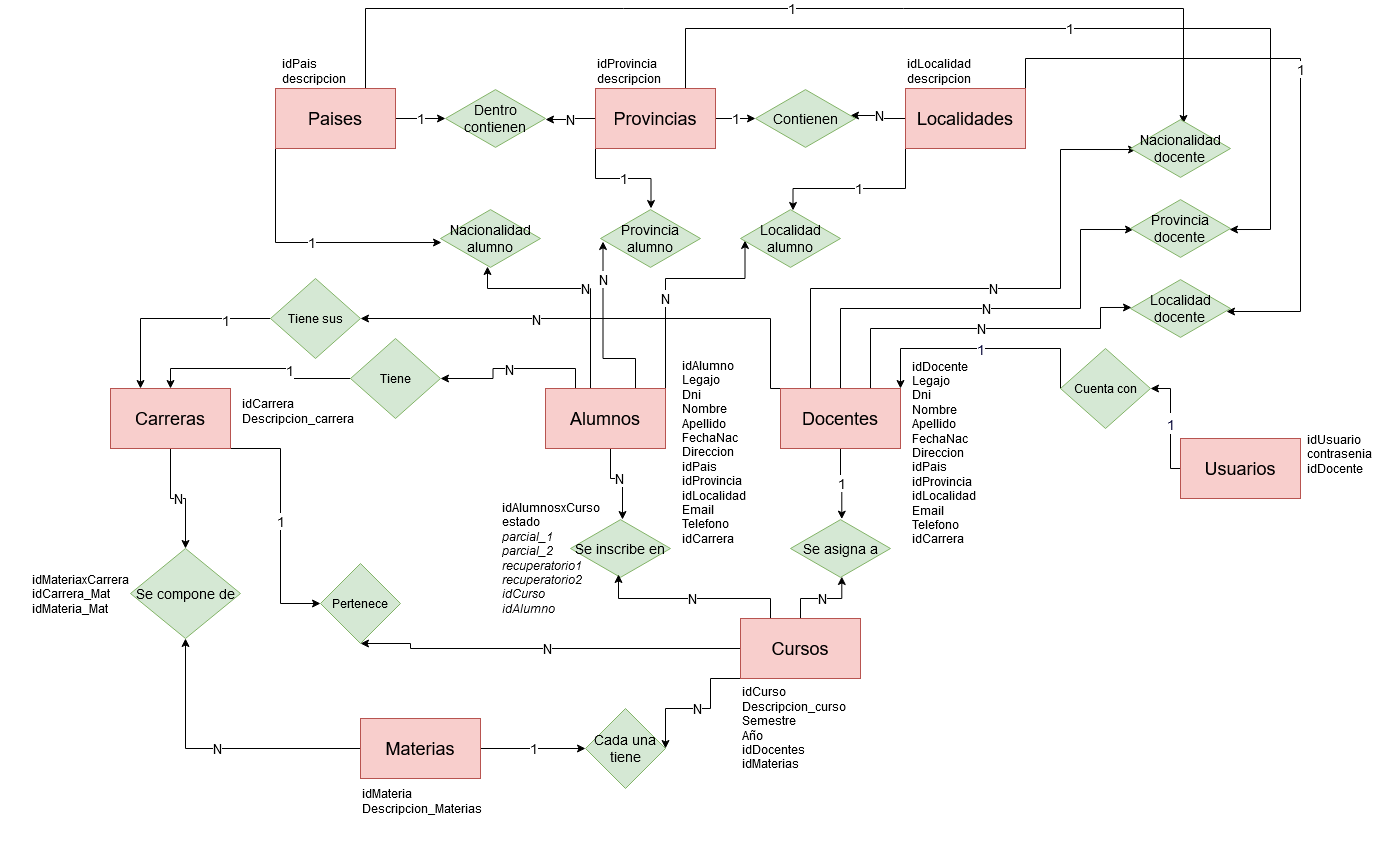 1
1
idPais
descripcion
idProvincia
descripcion
idLocalidad
descripcion
1
Paises
1
Dentro
contienen
N
Provincias
1
Contienen
N
Localidades
Nacionalidad
docente
1
1
Nacionalidad
alumno
Provincia
alumno
Localidad
alumno
Provincia
docente
1
N
N
N
N
N
Localidad
docente
Tiene sus
1
N
N
1
Tiene
1
N
Cuenta con
Carreras
idCarrera
Descripcion_carrera
Alumnos
idAlumno
Legajo
Dni
Nombre
Apellido
FechaNac
Direccion
idPais
idProvincia
idLocalidad
Email
Telefono
idCarrera
Docentes
idDocente
Legajo
Dni
Nombre
Apellido
FechaNac
Direccion
idPais
idProvincia
idLocalidad
Email
Telefono
idCarrera
1
Usuarios
idUsuario
contrasenia
idDocente
N
1
N
1
idAlumnosxCurso
estado
parcial_1
parcial_2
recuperatorio1
recuperatorio2
idCurso
idAlumno
Se inscribe en
Se asigna a
idMateriaxCarrera
idCarrera_Mat
idMateria_Mat
Se compone de
Pertenece
N
N
N
Cursos
idCurso
Descripcion_curso
Semestre
Año
idDocentes
idMaterias
N
N
Materias
1
Cada una
tiene
idMateria
Descripcion_Materias